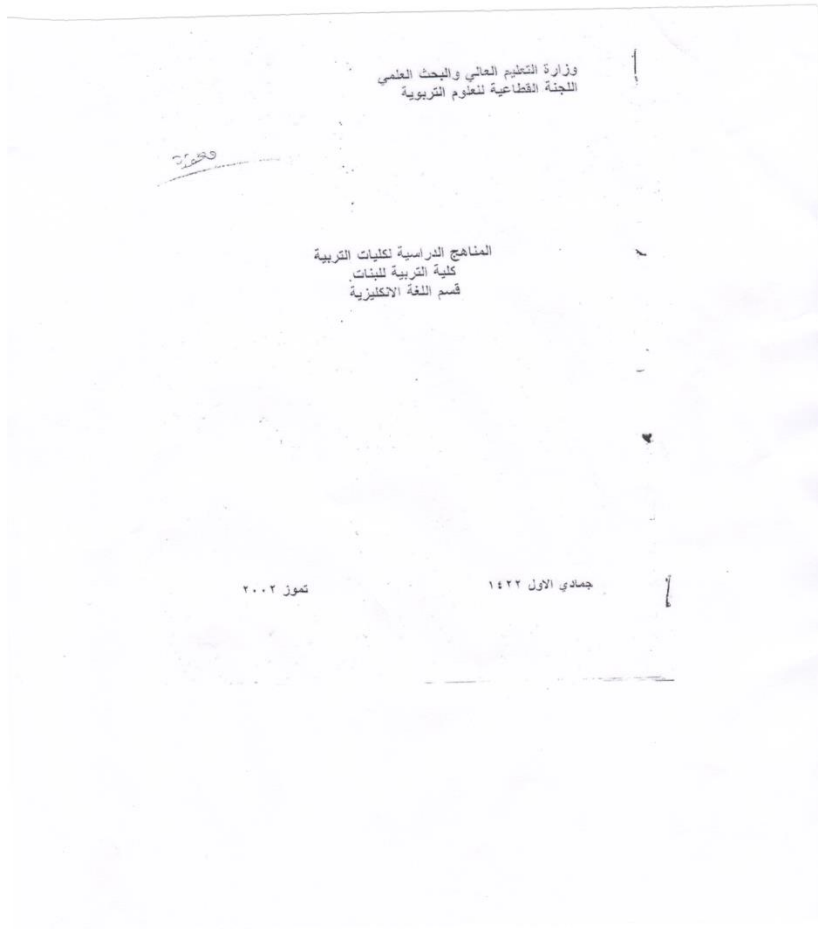 وزارة التعليم العالي والبحث العلمي
اللجنة القطاعية للعلوم التربوية
المناهج الدراسية لكليات التربية
كلية التربية للبنات
قسم اللغة الانكليزية
جمادي الاول ١٤٢٢ تموز ٢٠٠٢